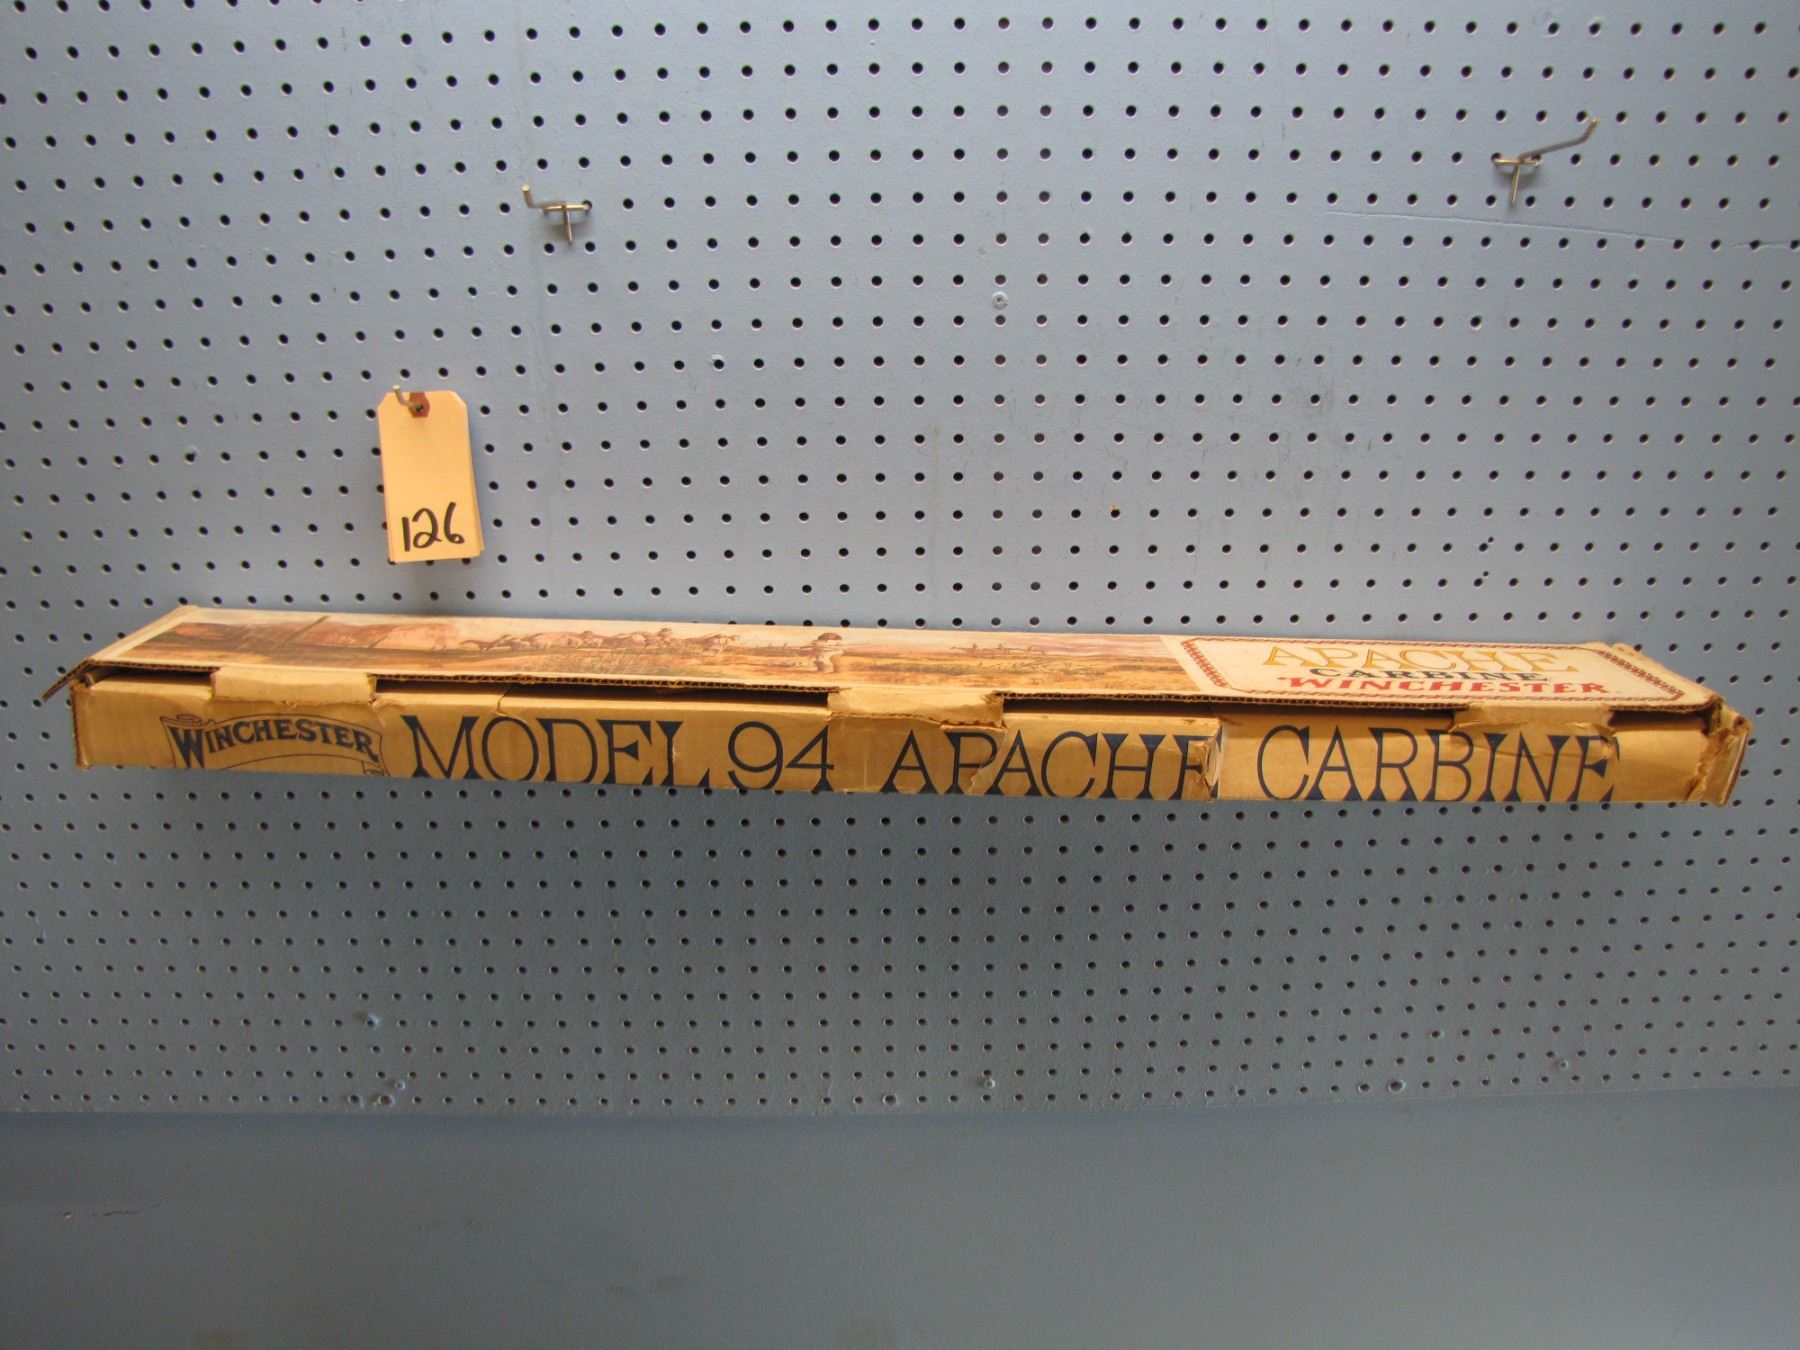 126
APACHE
CARBINE
WINCHESTER
WINCHESTER MODEL 94 APACHE CARBINE